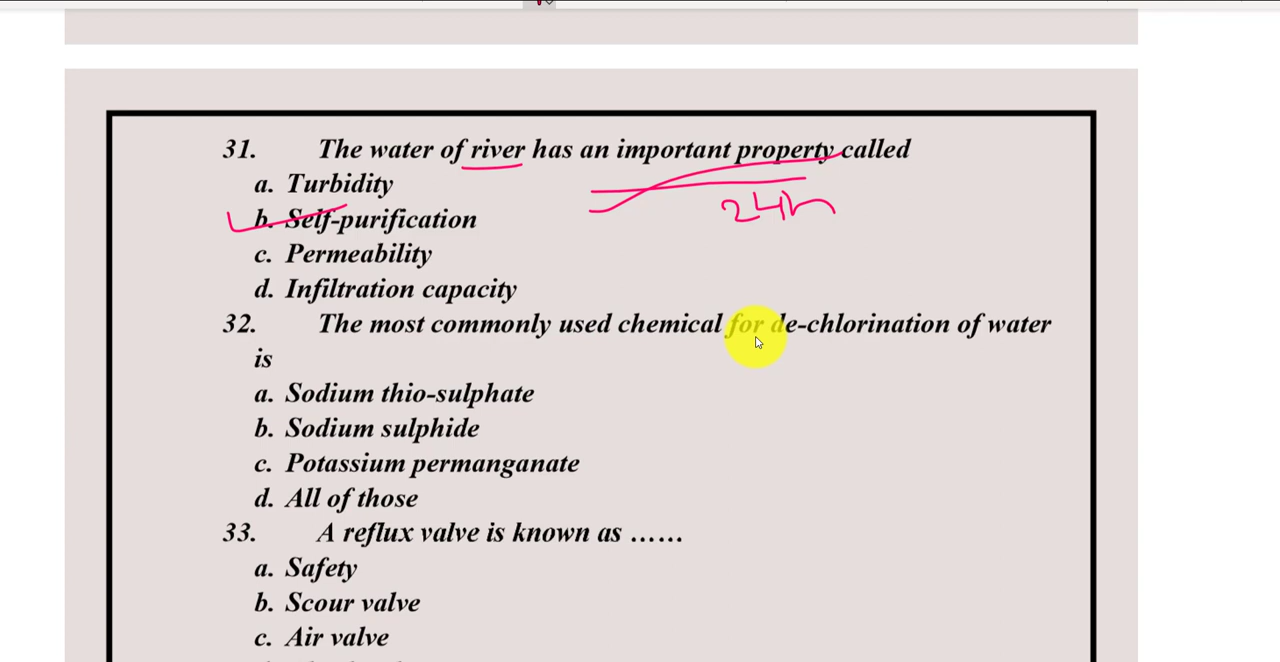 31. The water of river has an important property called
a. Turbidity
24h
b. Self-purification
c. Permeability
d. Infiltration capacity
32. The most commonly used chemical for de-chlorination of water
is
a. Sodium thio-sulphate
b. Sodium sulphide
c. Potassium permanganate
d. All of those
33. A reflux valve is known as ......
a. Safety
b. Scour valve
c. Air valve